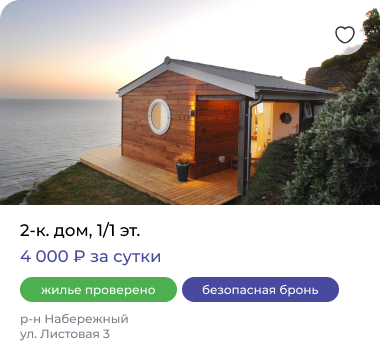 2-к. дом, 1/1 эт.
4 000 ₽ за сутки
жилье проверено
безопасная бронь
р-н Набережный
ул. Листовая 3